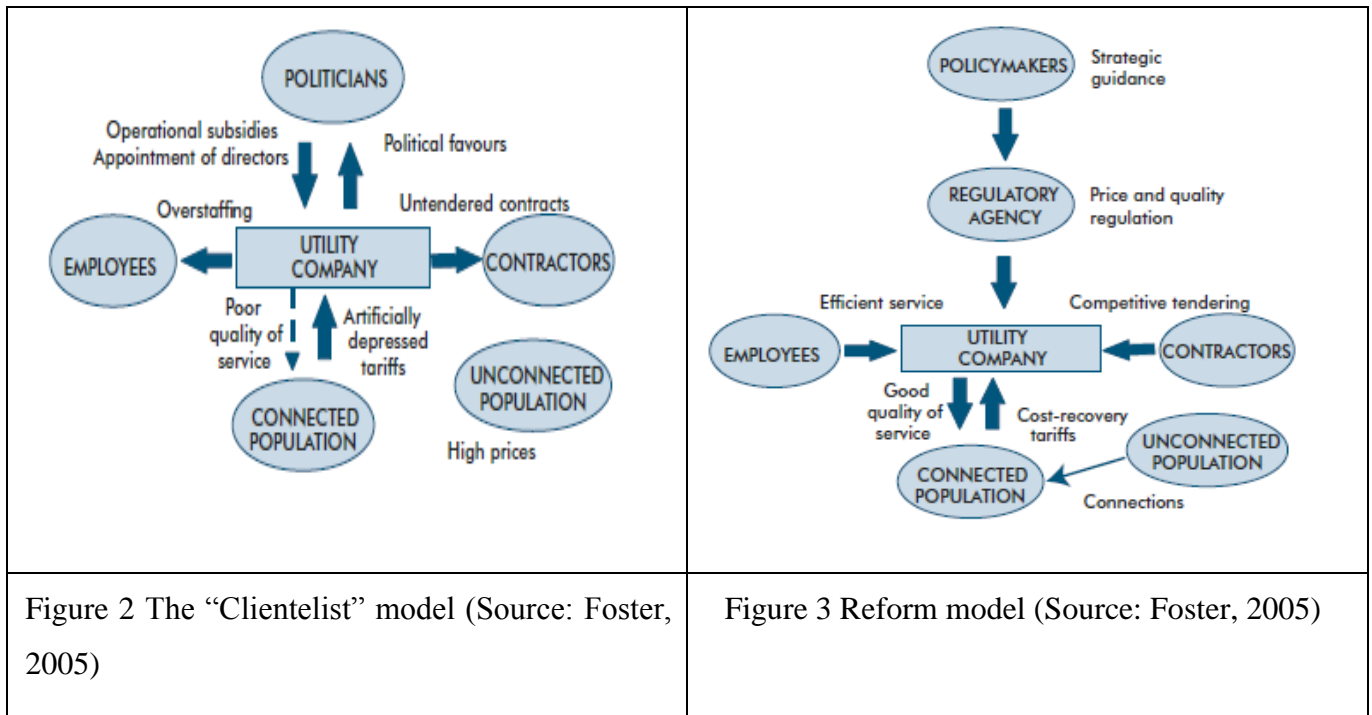 POLITICIANS
Operational subsidies
Appointment of directors
Political favours
Overstaffing
Untendered contracts
EMPLOYEES
UTILITY
COMPANY
CONTRACTORS
Poor
quality of
service
Artificially
depressed
tariffs
UNCONNECTED
POPULATION
CONNECTED
POPULATION
High prices
Figure 2 The “Clientelist” model (Source: Foster,
2005)
POLICYMAKERS
Strategic
guidance
REGULATORY
AGENCY
Price and quality
regulation
Efficient service
Competitive tendering
EMPLOYEES
UTILITY
COMPANY
CONTRACTORS
Good
quality of
service
Cost-recovery
tariffs
UNCONNECTED
POPULATION
CONNECTED
POPULATION
Connections
Figure 3 Reform model (Source: Foster, 2005)